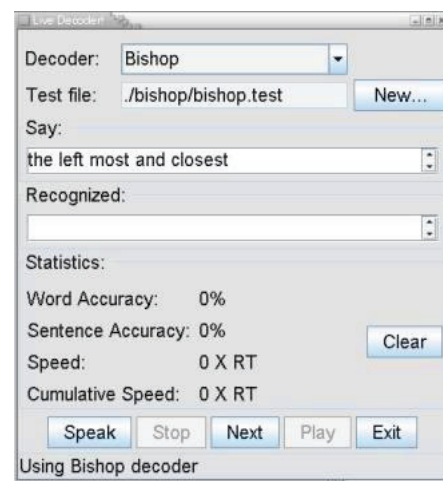 Live Decoder!
Decoder: Bishop
Test file: ./bishop/bishop.test New...
Say:
the left most and closest
Recognized:
Statistics:
Word Accuracy: 0%
Sentence Accuracy: 0%
Clear
Speed: 0 X RT
Cumulative Speed: 0 X RT
Speak Stop Next Play Exit
Using Bishop decoder